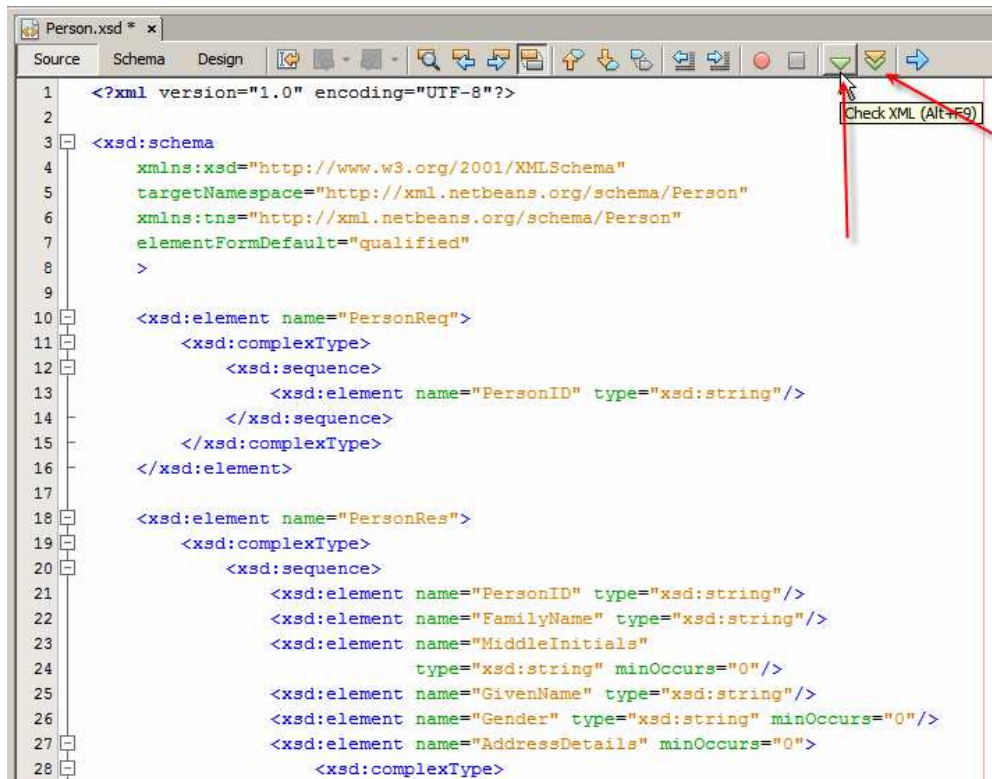 Person.xsd * x
Source Schema Design
Check XML (Alt+F9)
1 <?xml version="1.0" encoding="UTF-8"?>
2
3 <xsd:schema
4 xmlns:xsd="http://www.w3.org/2001/XMLSchema"
5 targetNamespace="http://xml.netbeans.org/schema/Person"
6 xmlns:tns="http://xml.netbeans.org/schema/Person"
7 elementFormDefault="qualified"
8 >
9
10 <xsd:element name="PersonReq">
11 <xsd:complexType>
12 <xsd:sequence>
13 <xsd:element name="PersonID" type="xsd:string"/>
14 </xsd:sequence>
15 </xsd:complexType>
16 </xsd:element>
17
18 <xsd:element name="PersonRes">
19 <xsd:complexType>
20 <xsd:sequence>
21 <xsd:element name="PersonID" type="xsd:string"/>
22 <xsd:element name="FamilyName" type="xsd:string"/>
23 <xsd:element name="MiddleInitials"
24 type="xsd:string" minOccurs="0"/>
25 <xsd:element name="GivenName" type="xsd:string"/>
26 <xsd:element name="Gender" type="xsd:string" minOccurs="0"/>
27 <xsd:element name="AddressDetails" minOccurs="0">
28 <xsd:complexType>